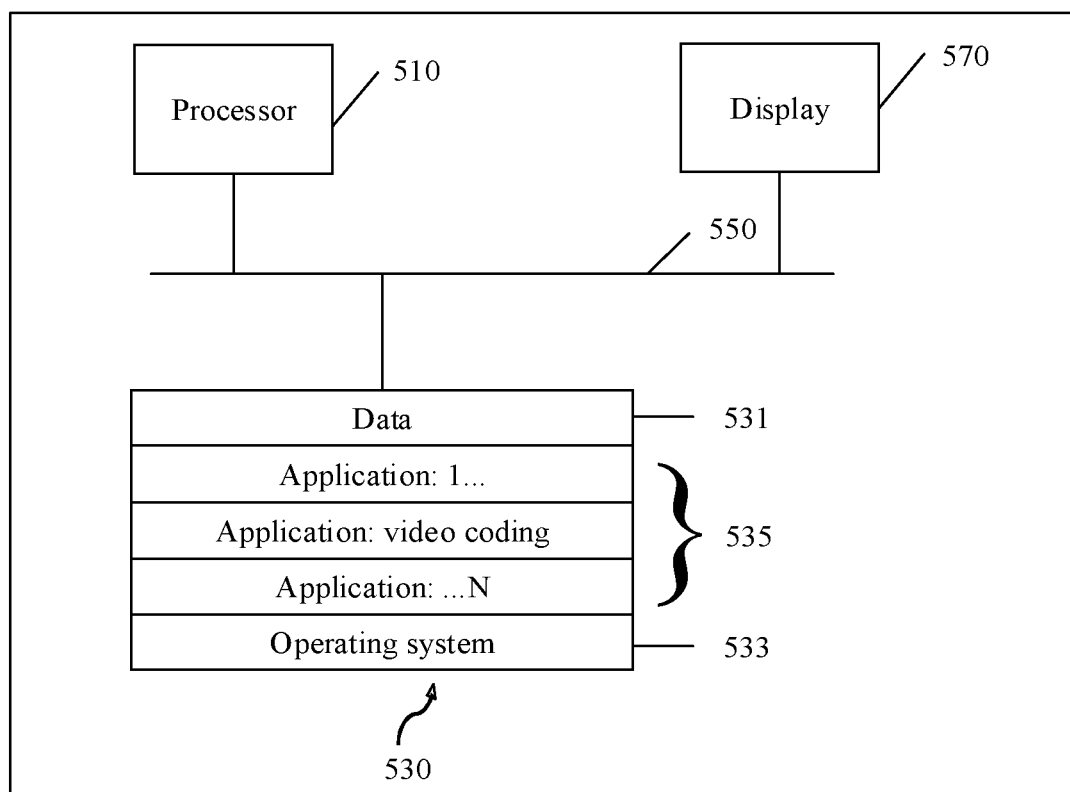 510
570
Processor
Display
550
Data
531
Application: 1...
Application: video coding
535
Application: ...N
Operating system
533
530